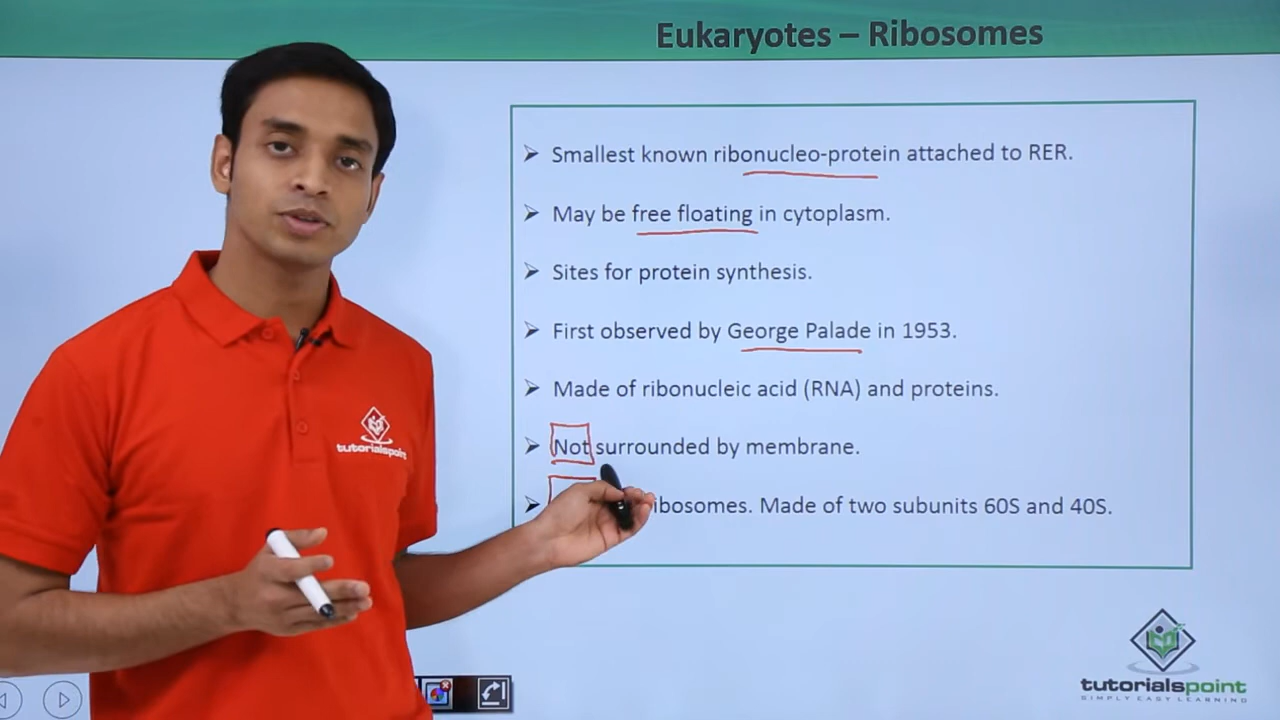 Eukaryotes – Ribosomes
Smallest known ribonucleo-protein attached to RER.
May be free floating in cytoplasm.
Sites for protein synthesis.
First observed by George Palade in 1953.
Made of ribonucleic acid (RNA) and proteins.
Not surrounded by membrane.
ibosomes. Made of two subunits 60S and 40S.
tutorialspoint
tutorialspoint
SIMPLY EASY LEARNING